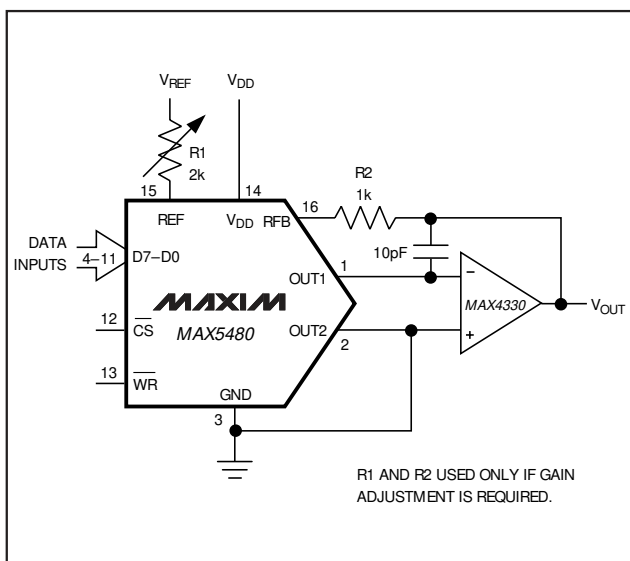 VREF
VDD
R1
2k
R2
1k
15
14
16
REF
VDD
RFB
10pF
DATA
INPUTS
4–11
D7–D0
OUT1
1
–
MAXIM
MAX5480
MAX4330
VOUT
12
CS
OUT2
2
+
13
WR
GND
3
R1 AND R2 USED ONLY IF GAIN
ADJUSTMENT IS REQUIRED.